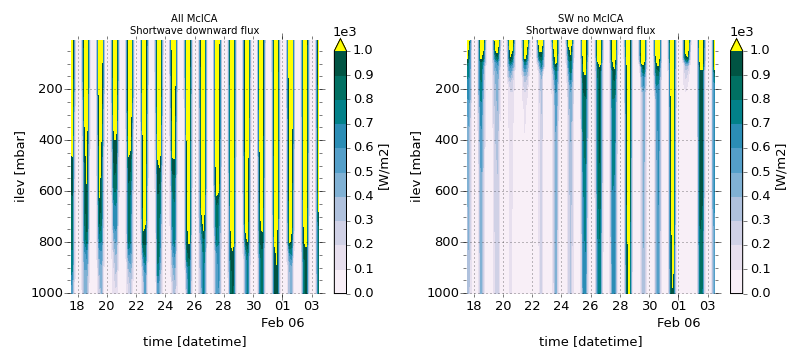 All McICA
Shortwave downward flux
1e3
1.0
0.9
0.8
0.7
0.6
0.5
0.4
0.3
0.2
0.1
0.0
[W/m2]
200
400
600
800
1000
ilev [mbar]
18 20 22 24 26 28 30 01 03
Feb 06
time [datetime]
SW no McICA
Shortwave downward flux
1e3
1.0
0.9
0.8
0.7
0.6
0.5
0.4
0.3
0.2
0.1
0.0
[W/m2]
200
400
600
800
1000
ilev [mbar]
18 20 22 24 26 28 30 01 03
Feb 06
time [datetime]